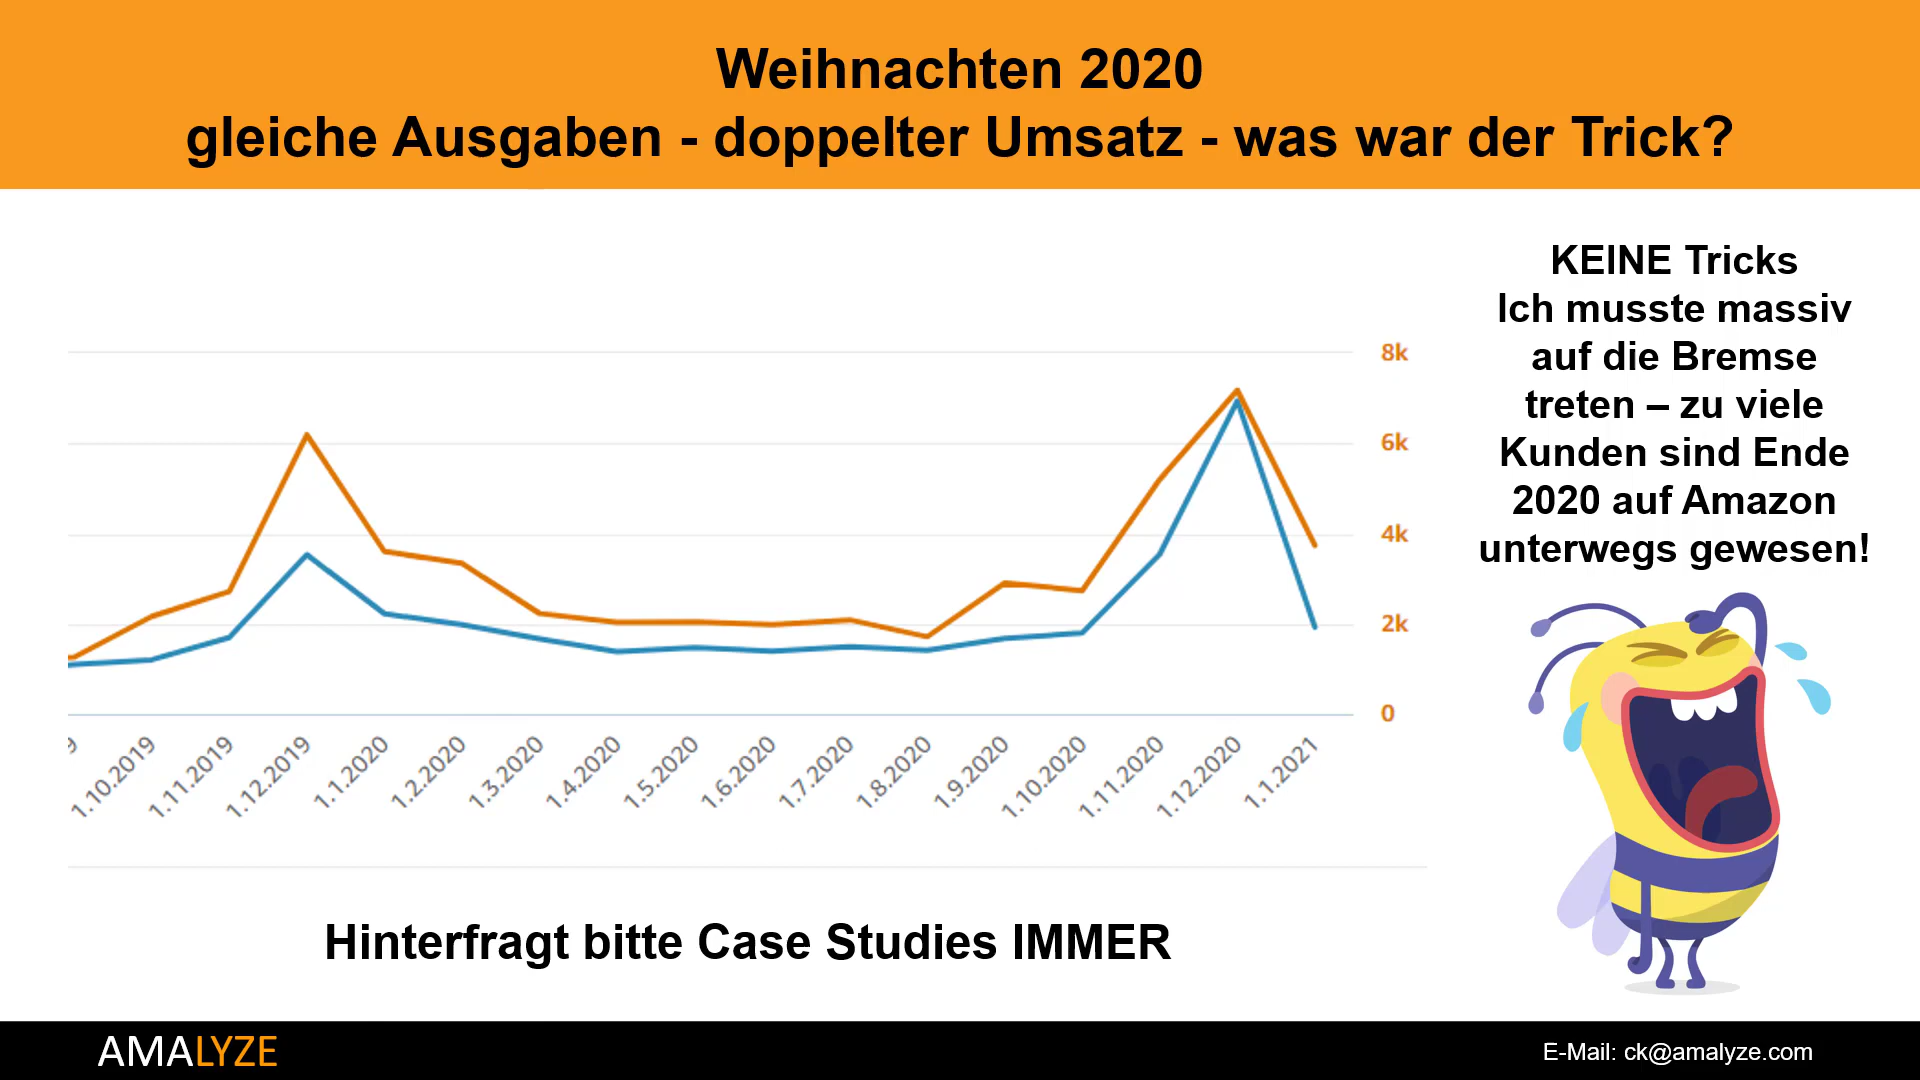 Weihnachten 2020
gleiche Ausgaben - doppelter Umsatz - was war der Trick?
KEINE Tricks
Ich musste massiv
auf die Bremse
treten – zu viele
Kunden sind Ende
2020 auf Amazon
unterwegs gewesen!
8k
6k
4k
2k
0
9
1.10.2019
1.11.2019
1.12.2019
1.1.2020
1.2.2020
1.3.2020
1.4.2020
1.5.2020
1.6.2020
1.7.2020
1.8.2020
1.9.2020
1.10.2020
1.11.2020
1.12.2020
1.1.2021
Hinterfragt bitte Case Studies IMMER
AMALYZE
E-Mail: ck@amalyze.com